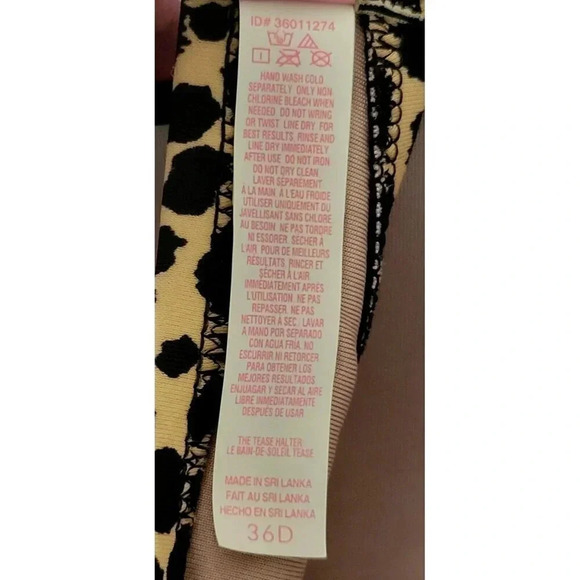 ID# 36011274
HAND WASH COLD
SEPARATELY. ONLY NON
CHLORINE BLEACH WHEN
NEEDED. DO NOT WRING
OR TWIST. LINE DRY. FOR
BEST RESULTS, RINSE AND
LINE DRY IMMEDIATELY
AFTER USE. DO NOT IRON.
DO NOT DRY CLEAN.
LAVER SÉPARÉMENT
À LA MAIN. À L'EAU FROIDE
UTILISER UNIQUEMENT DU
JAVELLISANT SANS CHLORE
AU BESOIN. NE PAS TORDRE
NI ESSORER. SÉCHER À
L'AIR. POUR DE MEILLEURS
RÉSULTATS, RINCER ET
SÉCHER À L'AIR
IMMÉDIATEMENT APRÈS
L'UTILISATION. NE PAS
REPASSER. NE PAS
NETTOYER À SEC. LAVAR
A MANO POR SEPARADO
CON AGUA FRÍA. NO
ESCURRIR NI RETORCER
PARA OBTENER LOS
MEJORES RESULTADOS
ENJUAGAR Y SECAR AL AIRE
LIBRE INMEDIATAMENTE
DESPUÉS DE USAR
THE TEASE HALTER
LE BAIN-DE-SOLEIL TEASE
MADE IN SRI LANKA
FAIT AU SRI LANKA
HECHO EN SRI LANKA
36D